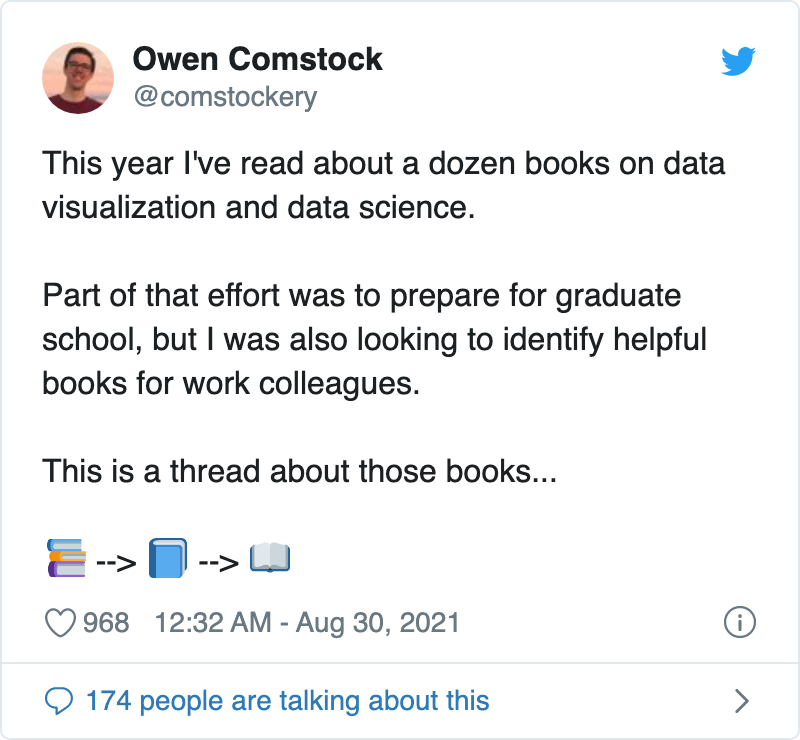 Owen Comstock
@comstockery
This year I've read about a dozen books on data
visualization and data science.
Part of that effort was to prepare for graduate
school, but I was also looking to identify helpful
books for work colleagues.
This is a thread about those books...
📚 --> 📘 --> 📖
968 12:32 AM - Aug 30, 2021
174 people are talking about this